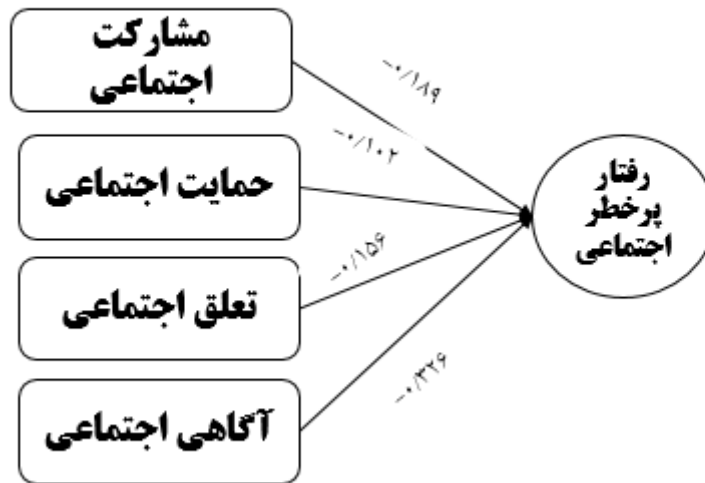 مشارکت
اجتماعی
-۰/۱۸۹
-۰/۱۰۲
حمایت اجتماعی
رفتار
پرخطر
اجتماعی
-۰/۱۵۶
تعلق اجتماعی
-۰/۳۲۶
آگاهی اجتماعی